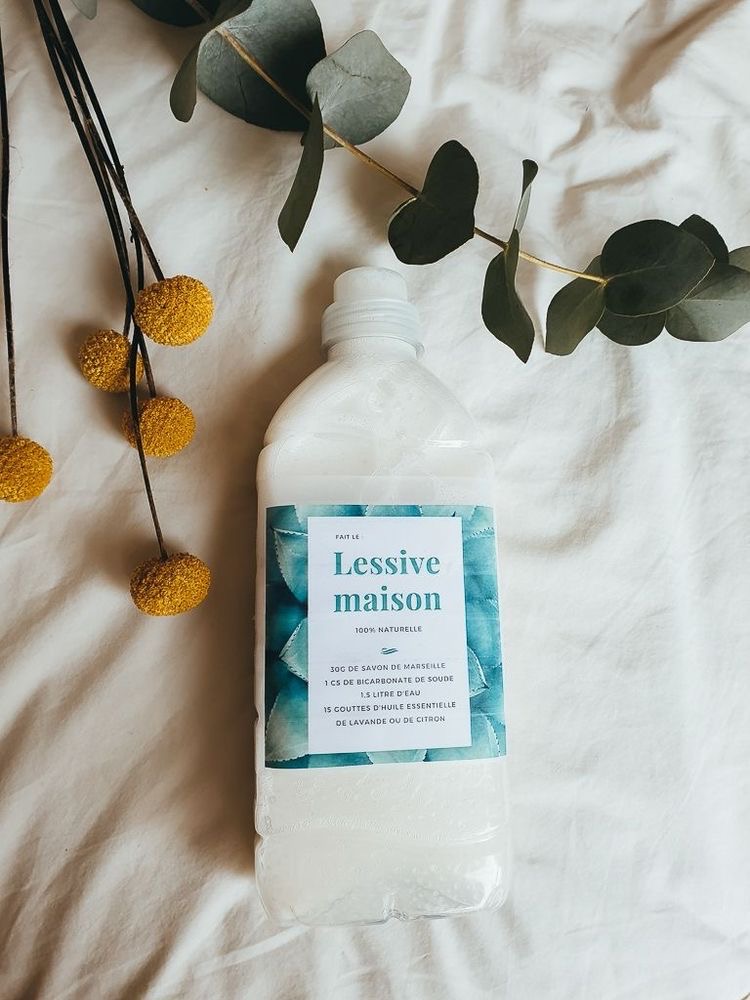 FAIT LE :
Lessive
maison
100% NATURELLE
30G DE SAVON DE MARSEILLE
1 CS DE BICARBONATE DE SOUDE
1,5 LITRE D'EAU
15 GOUTTES D'HUILE ESSENTIELLE
DE LAVANDE OU DE CITRON